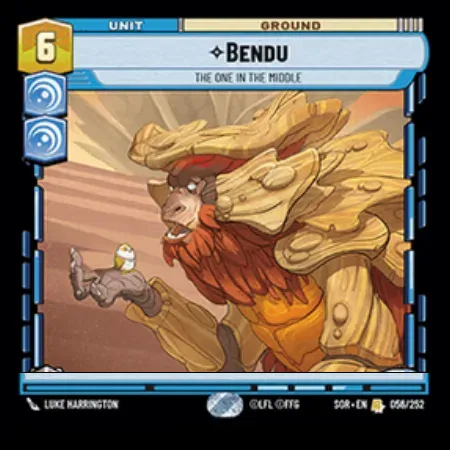 UNIT
GROUND
6
✧BENDU
THE ONE IN THE MIDDLE
LUKE HARRINGTON
©LFL ©FFG
SOR • EN
056/252